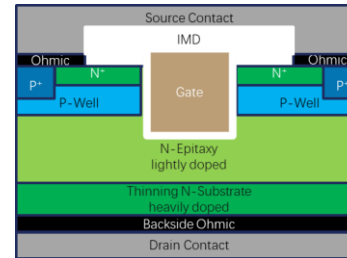 Source Contact
IMD
Ohmic
Ohmic
N+
N+
P+
P+
Gate
P-Well
P-Well
N-Epitaxy
lightly doped
Thinning N-Substrate
heavily doped
Backside Ohmic
Drain Contact